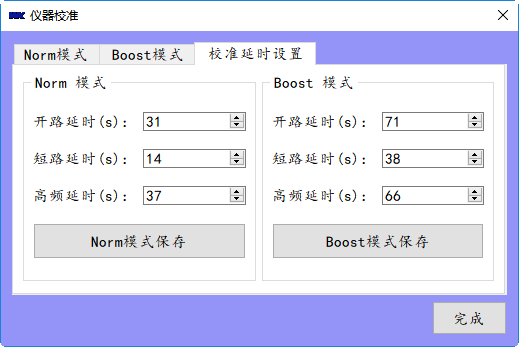 仪器校准
Norm模式 Boost模式 校准延时设置
Norm 模式
开路延时(s): 31
短路延时(s): 14
高频延时(s): 37
Norm模式保存
Boost 模式
开路延时(s): 71
短路延时(s): 38
高频延时(s): 66
Boost模式保存
完成